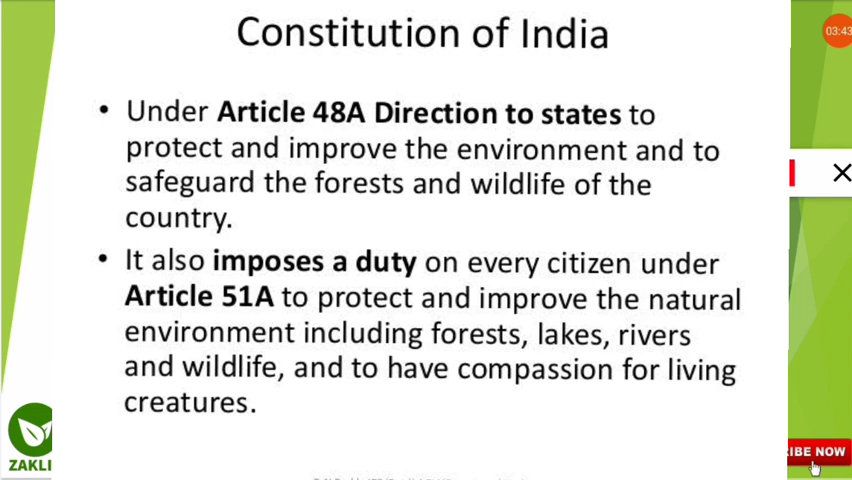 Constitution of India
03:43
• Under Article 48A Direction to states to
protect and improve the environment and to
safeguard the forests and wildlife of the
country.
• It also imposes a duty on every citizen under
Article 51A to protect and improve the natural
environment including forests, lakes, rivers
and wildlife, and to have compassion for living
creatures.
ZAKLI
RIBE NOW